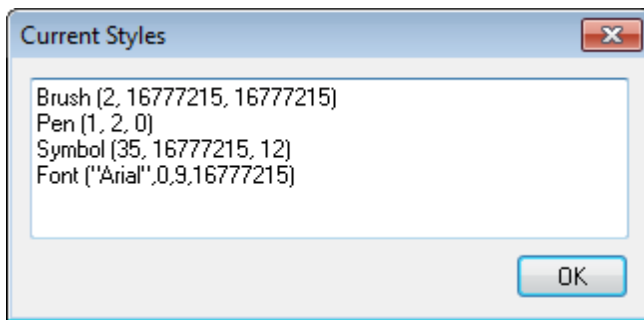 Current Styles
Brush (2, 16777215, 16777215)
Pen (1, 2, 0)
Symbol (35, 16777215, 12)
Font ("Arial",0,9,16777215)
OK